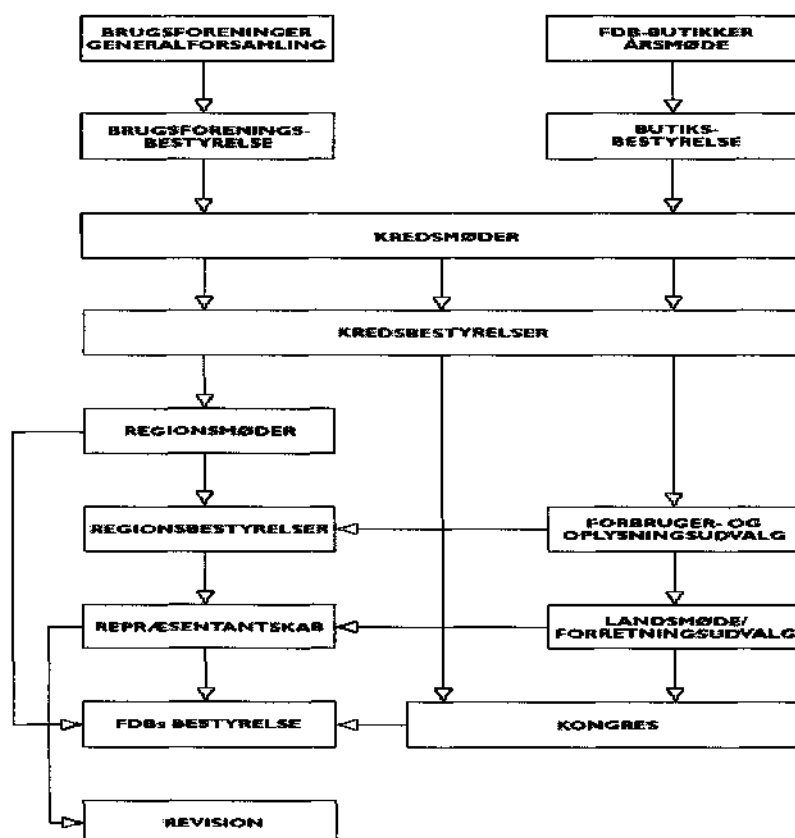 BRUGSFORENINGER
GENERALFORSAMLING
FDB-BUTIKKER
ÅRSMØDE
BRUGSFORENINGS-
BESTYRELSE
BUTIKS-
BESTYRELSE
KREDSMØDER
KREDSBESTYRELSER
REGIONSMØDER
REGIONSBESTYRELSER
FORBRUGER- OG
OPLYSNINGSUDVALG
REPRÆSENTANTSKAB
LANDSMØDE/
FORRETNINGSUDVALG
FDBs BESTYRELSE
KONGRES
REVISION